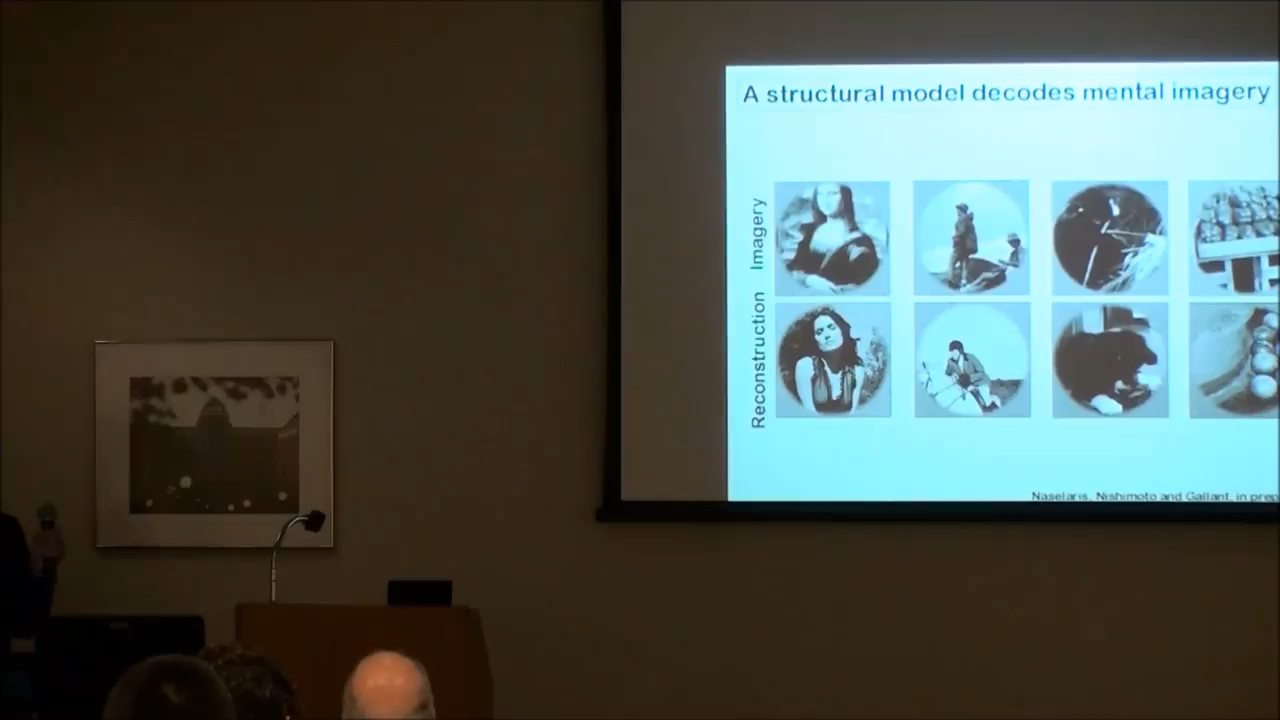 A structural model decodes mental imagery
Imagery
Reconstruction
Naselaris, Nishimoto and Gallant, in prep